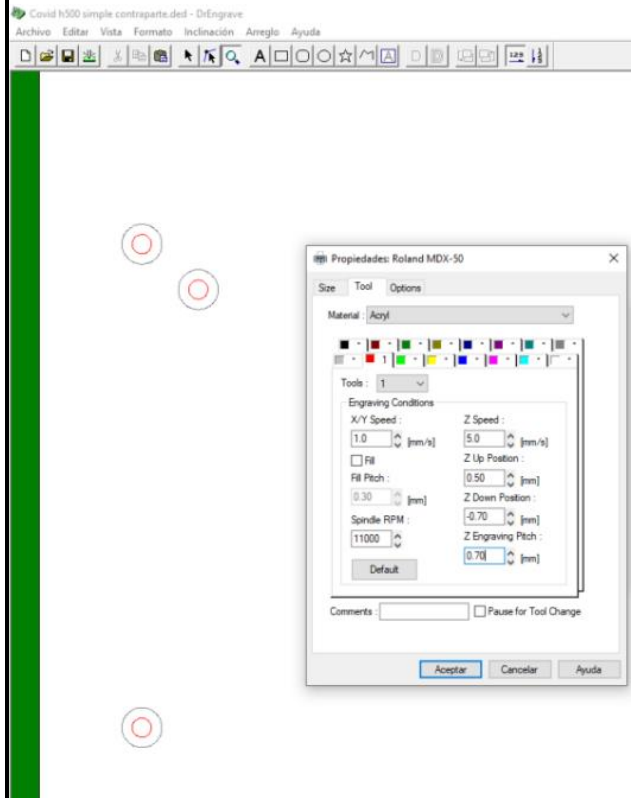 Covid h500 simple contraparte.ded - DrEngrave
Archivo Editar Vista Formato Inclinación Arreglo Ayuda
A A D D 123
Propiedades: Roland MDX-50
Size Tool Options
Material : Acryl
1
Tools : 1
Engraving Conditions
X/Y Speed : Z Speed :
1.0 [mm/s] 5.0 [mm/s]
Fill Z Up Position :
Fill Pitch : 0.50 [mm]
0.30 [mm] Z Down Position :
Spindle RPM : -0.70 [mm]
11000 Z Engraving Pitch :
Default 0.70 [mm]
Comments : Pause for Tool Change
Aceptar Cancelar Ayuda